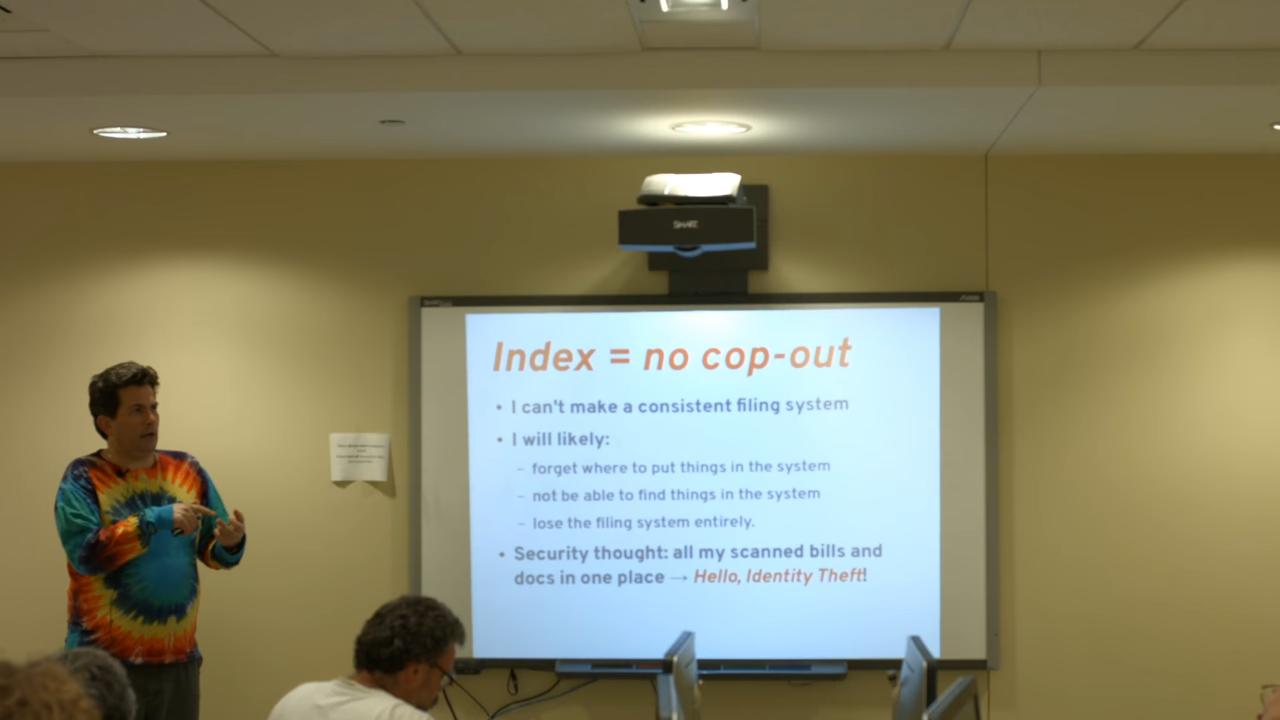 SMART
Index = no cop-out
• I can't make a consistent filing system
• I will likely:
– forget where to put things in the system
– not be able to find things in the system
– lose the filing system entirely.
• Security thought: all my scanned bills and
docs in one place → Hello, Identity Theft!